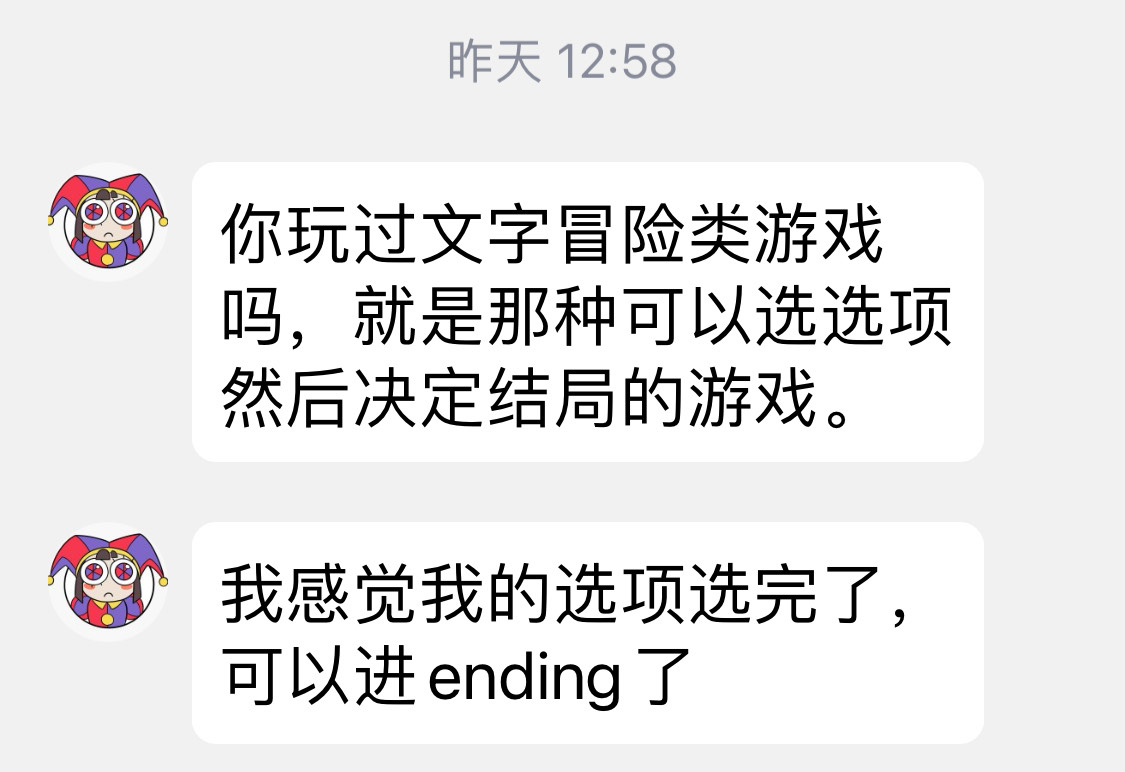 昨天 12:58
你玩过文字冒险类游戏
吗，就是那种可以选选项
然后决定结局的游戏。
我感觉我的选项选完了，
可以进ending了